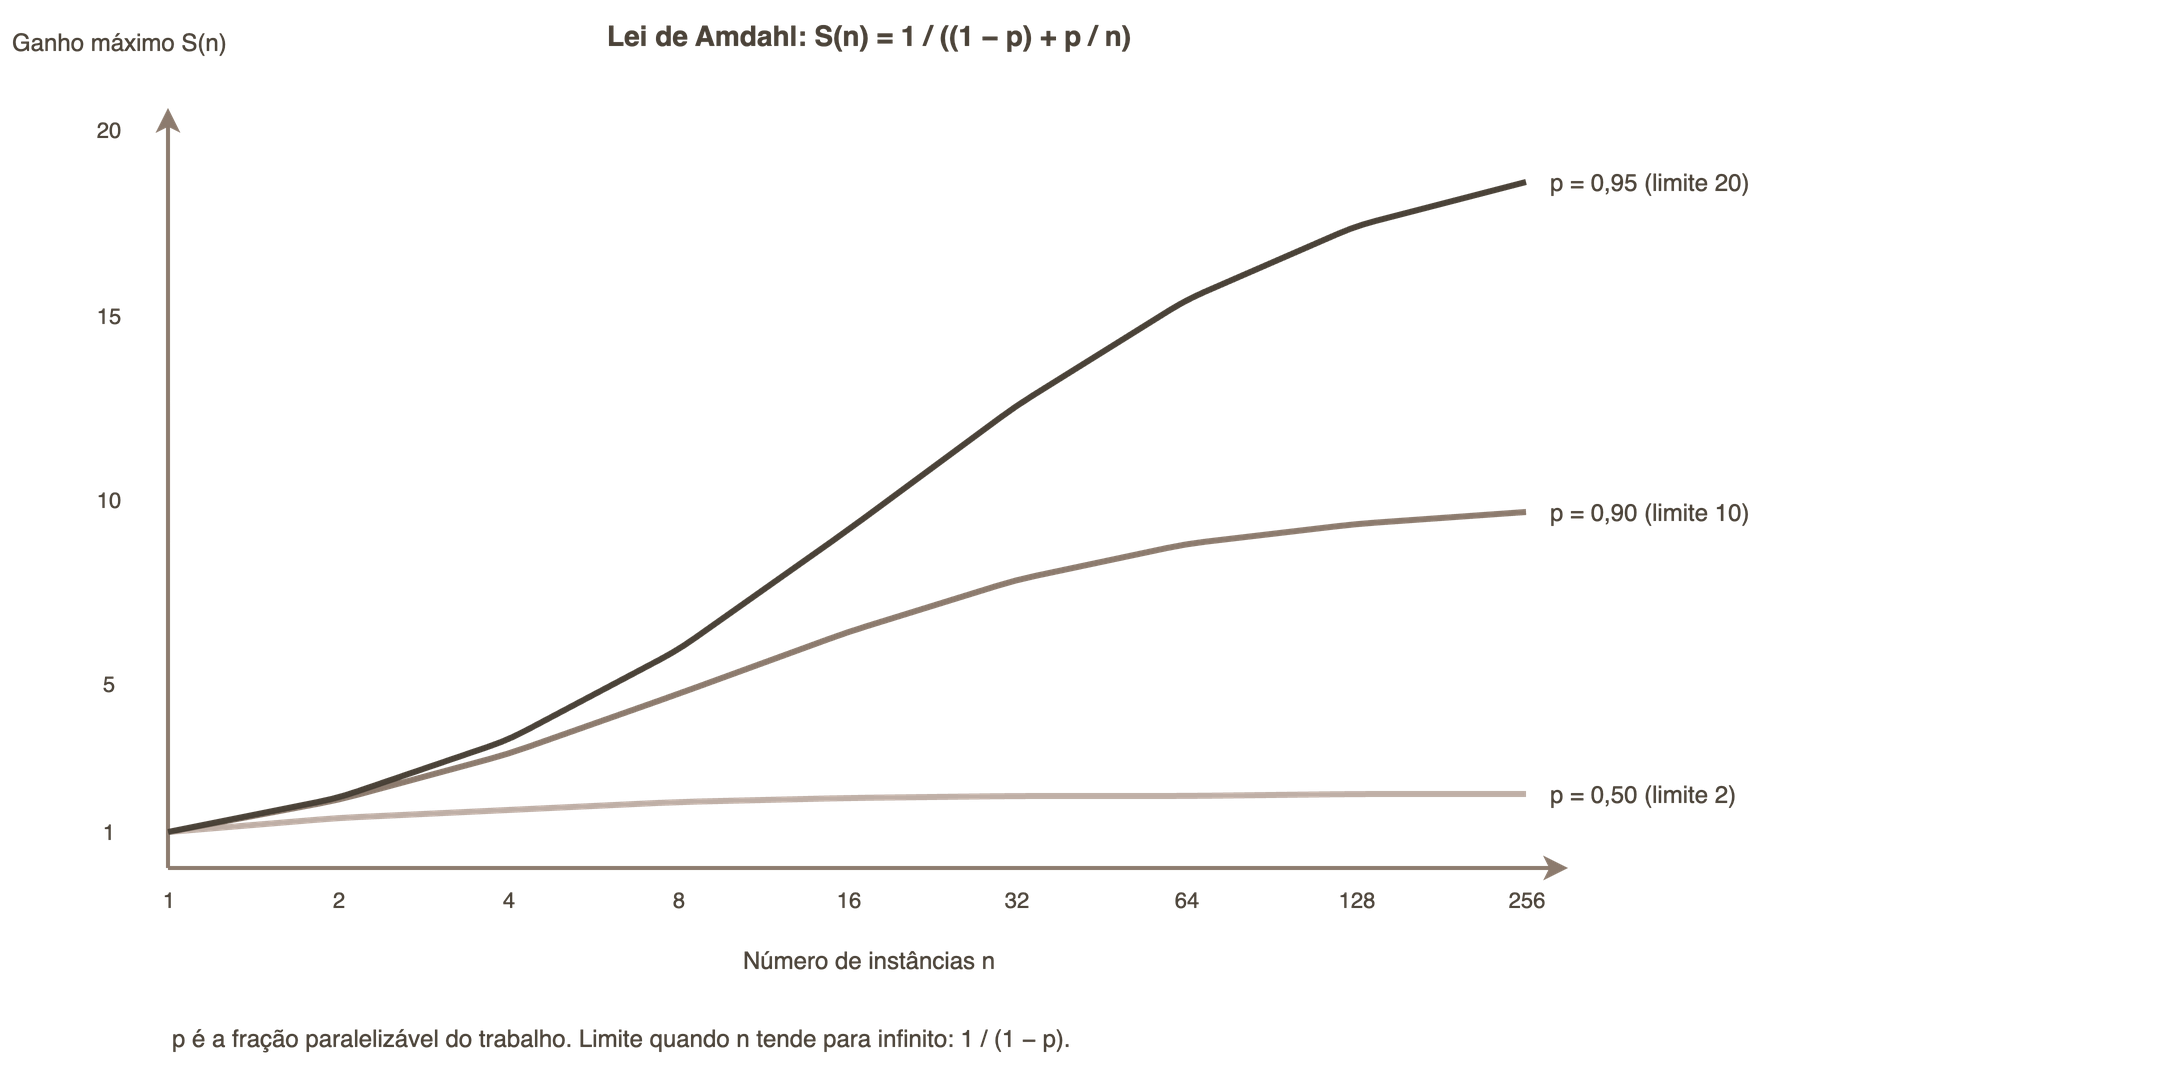 Lei de Amdahl: S(n) = 1 / ((1 – p) + p / n)
Ganho máximo S(n)
20
15
10
5
1
p = 0,95 (limite 20)
p = 0,90 (limite 10)
p = 0,50 (limite 2)
1 2 4 8 16 32 64 128 256
Número de instâncias n
p é a fração paralelizável do trabalho. Limite quando n tende para infinito: 1 / (1 – p).